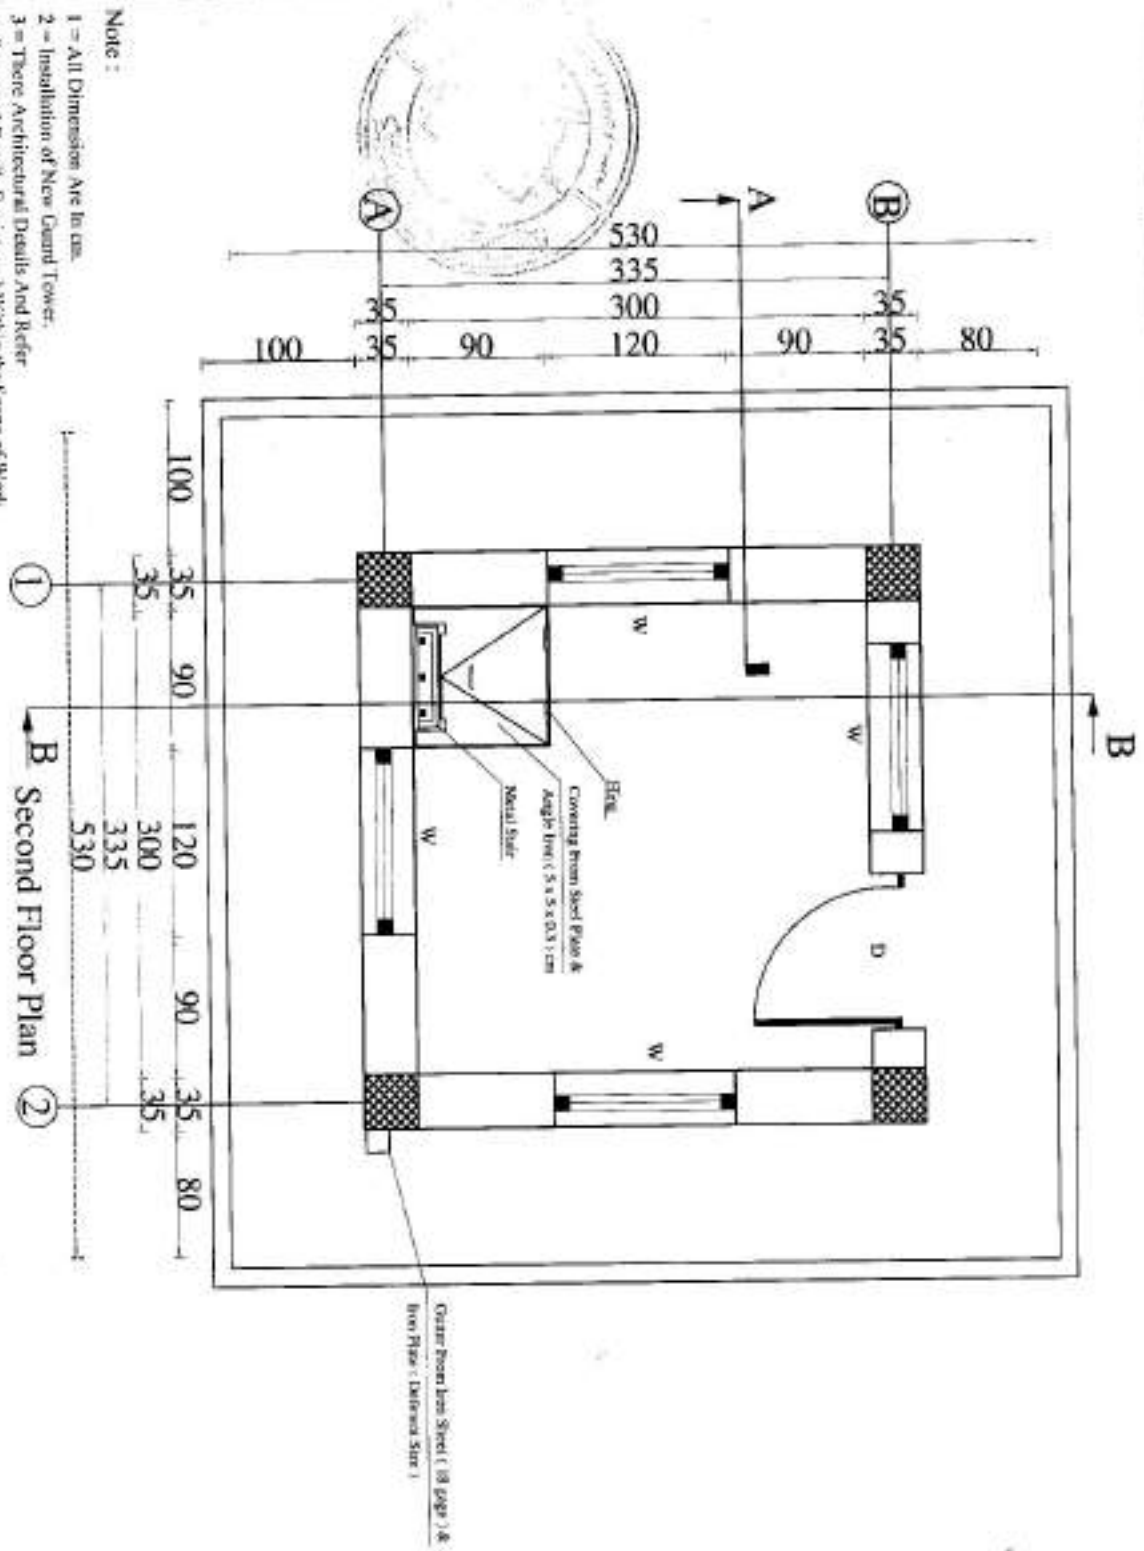 B
B
A
A
530
335
35
300
35
100
35
90
120
90
35
80
B
W
W
W
W
D
Hing
Covering From Steel Plate &
Angle Iron ( 5 x 5 x 0.3 ) cm
Metal Stair
100
35
90
120
90
35
80
35
300
35
335
530
1
2
B
Second Floor Plan
Gutter From Iron Sheet ( 18 gage ) &
Iron Plate ( Deferent Size )
Note :
1 = All Dimension Are In cm.
2 = Installation of New Guard Tower.
3 = There Architectural Details And Refer